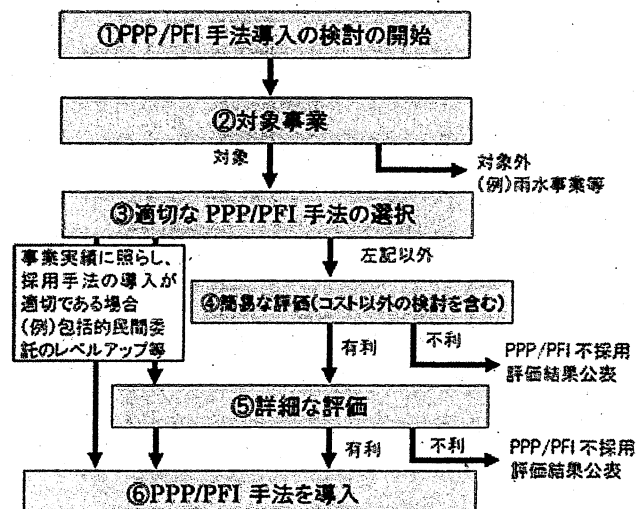 ①PPP/PFI 手法導入の検討の開始
②対象事業
対象
対象外
(例)雨水事業等
③適切な PPP/PFI 手法の選択
事業実績に照らし、
採用手法の導入が
適切である場合
(例)包括的民間委
託のレベルアップ等
左記以外
④簡易な評価(コスト以外の検討を含む)
有利
不利
PPP/PFI 不採用
評価結果公表
⑤詳細な評価
有利
不利
PPP/PFI 不採用
評価結果公表
⑥PPP/PFI 手法を導入